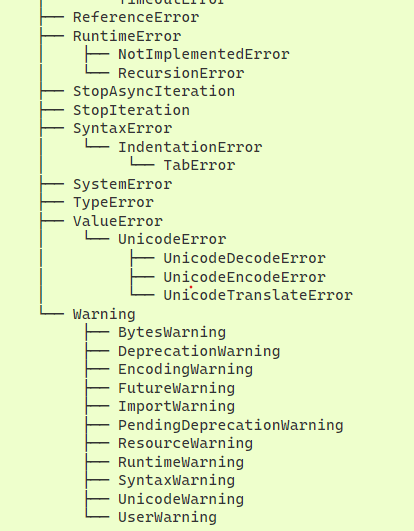 TimeoutError
├── ReferenceError
├── RuntimeError
│    ├── NotImplementedError
│    └── RecursionError
├── StopAsyncIteration
├── StopIteration
├── SyntaxError
│    └── IndentationError
│         └── TabError
├── SystemError
├── TypeError
├── ValueError
│    └── UnicodeError
│         ├── UnicodeDecodeError
│         ├── UnicodeEncodeError
│         └── UnicodeTranslateError
└── Warning
     ├── BytesWarning
     ├── DeprecationWarning
     ├── EncodingWarning
     ├── FutureWarning
     ├── ImportWarning
     ├── PendingDeprecationWarning
     ├── ResourceWarning
     ├── RuntimeWarning
     ├── SyntaxWarning
     ├── UnicodeWarning
     └── UserWarning